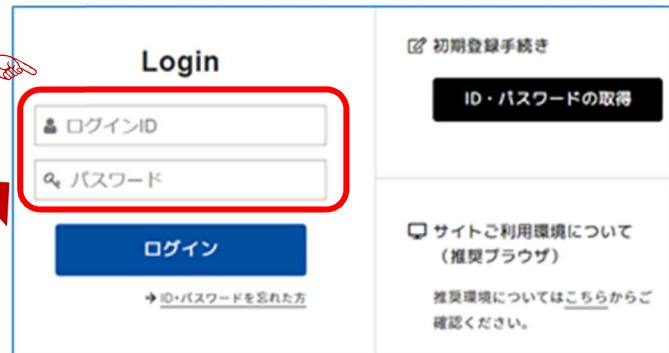 Login
ログインID
パスワード
ログイン
→ ID・パスワードを忘れた方
初期登録手続き
ID・パスワードの取得
サイトご利用環境について
（推奨ブラウザ）
推奨環境についてはこちらからご
確認ください。